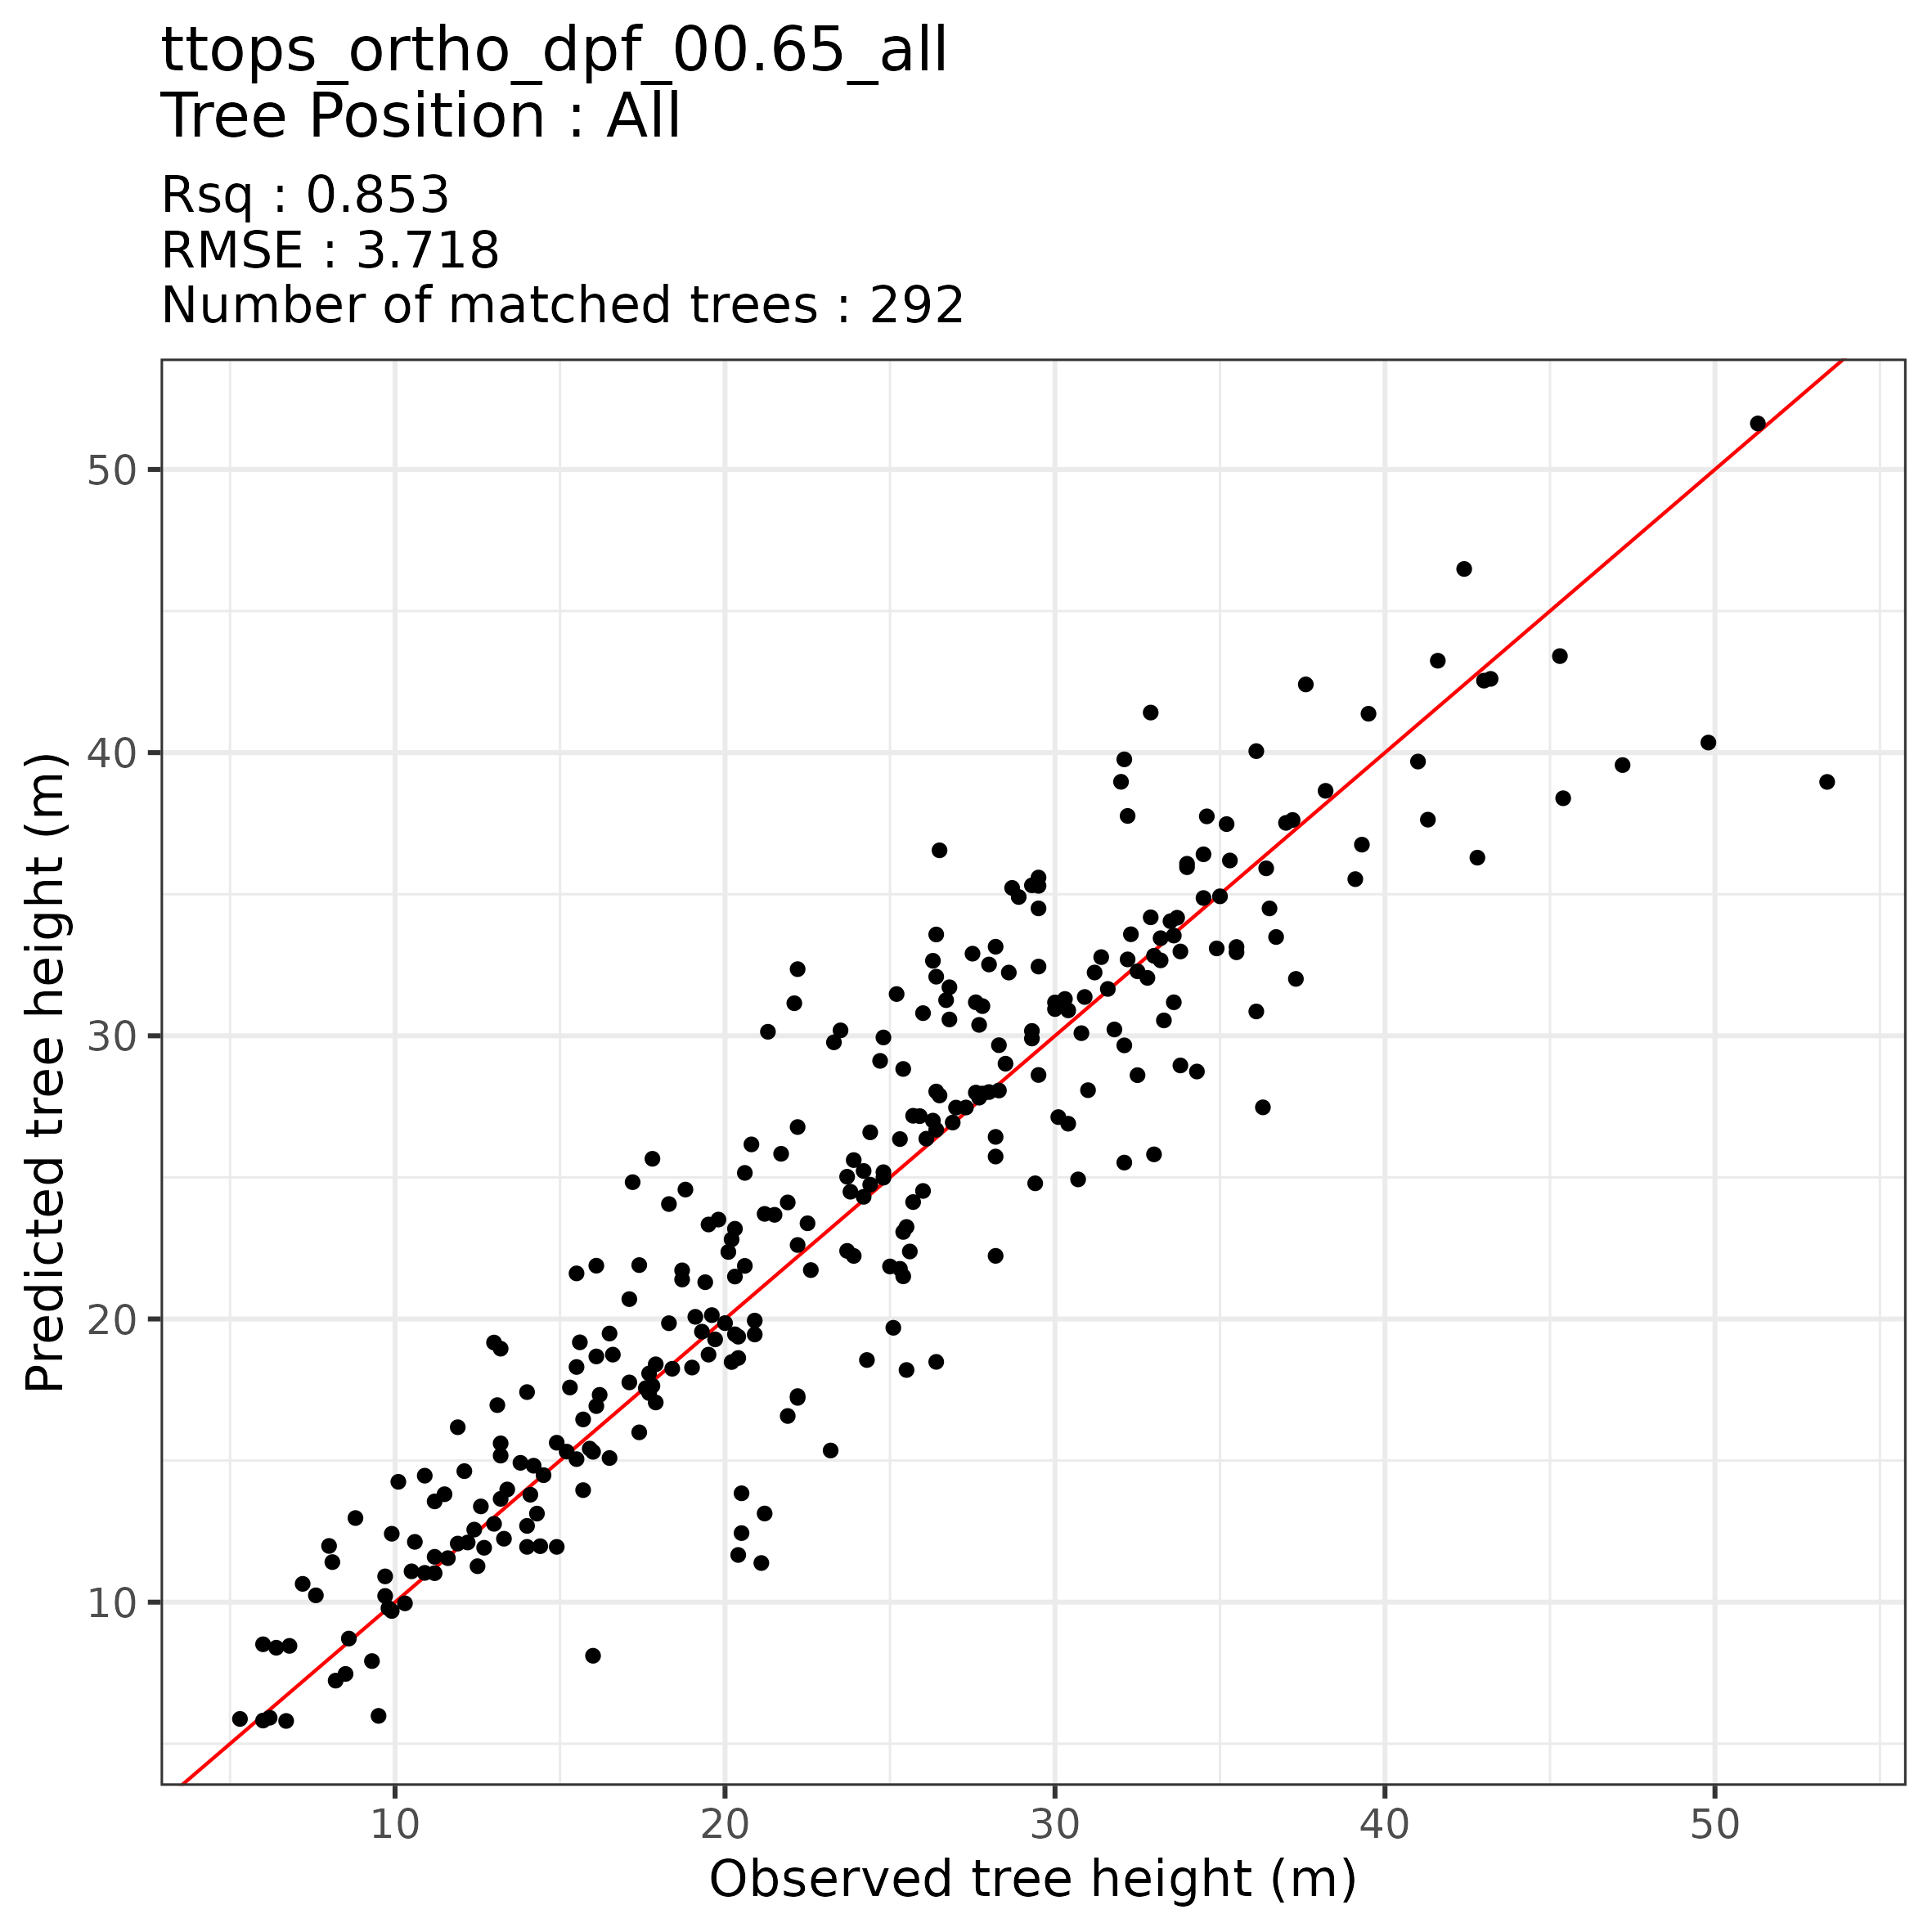 ttops_ortho_dpf_00.65_all
Tree Position : All
Rsq : 0.853
RMSE : 3.718
Number of matched trees : 292
50
40
30
20
10
Predicted tree height (m)
10 20 30 40 50
Observed tree height (m)